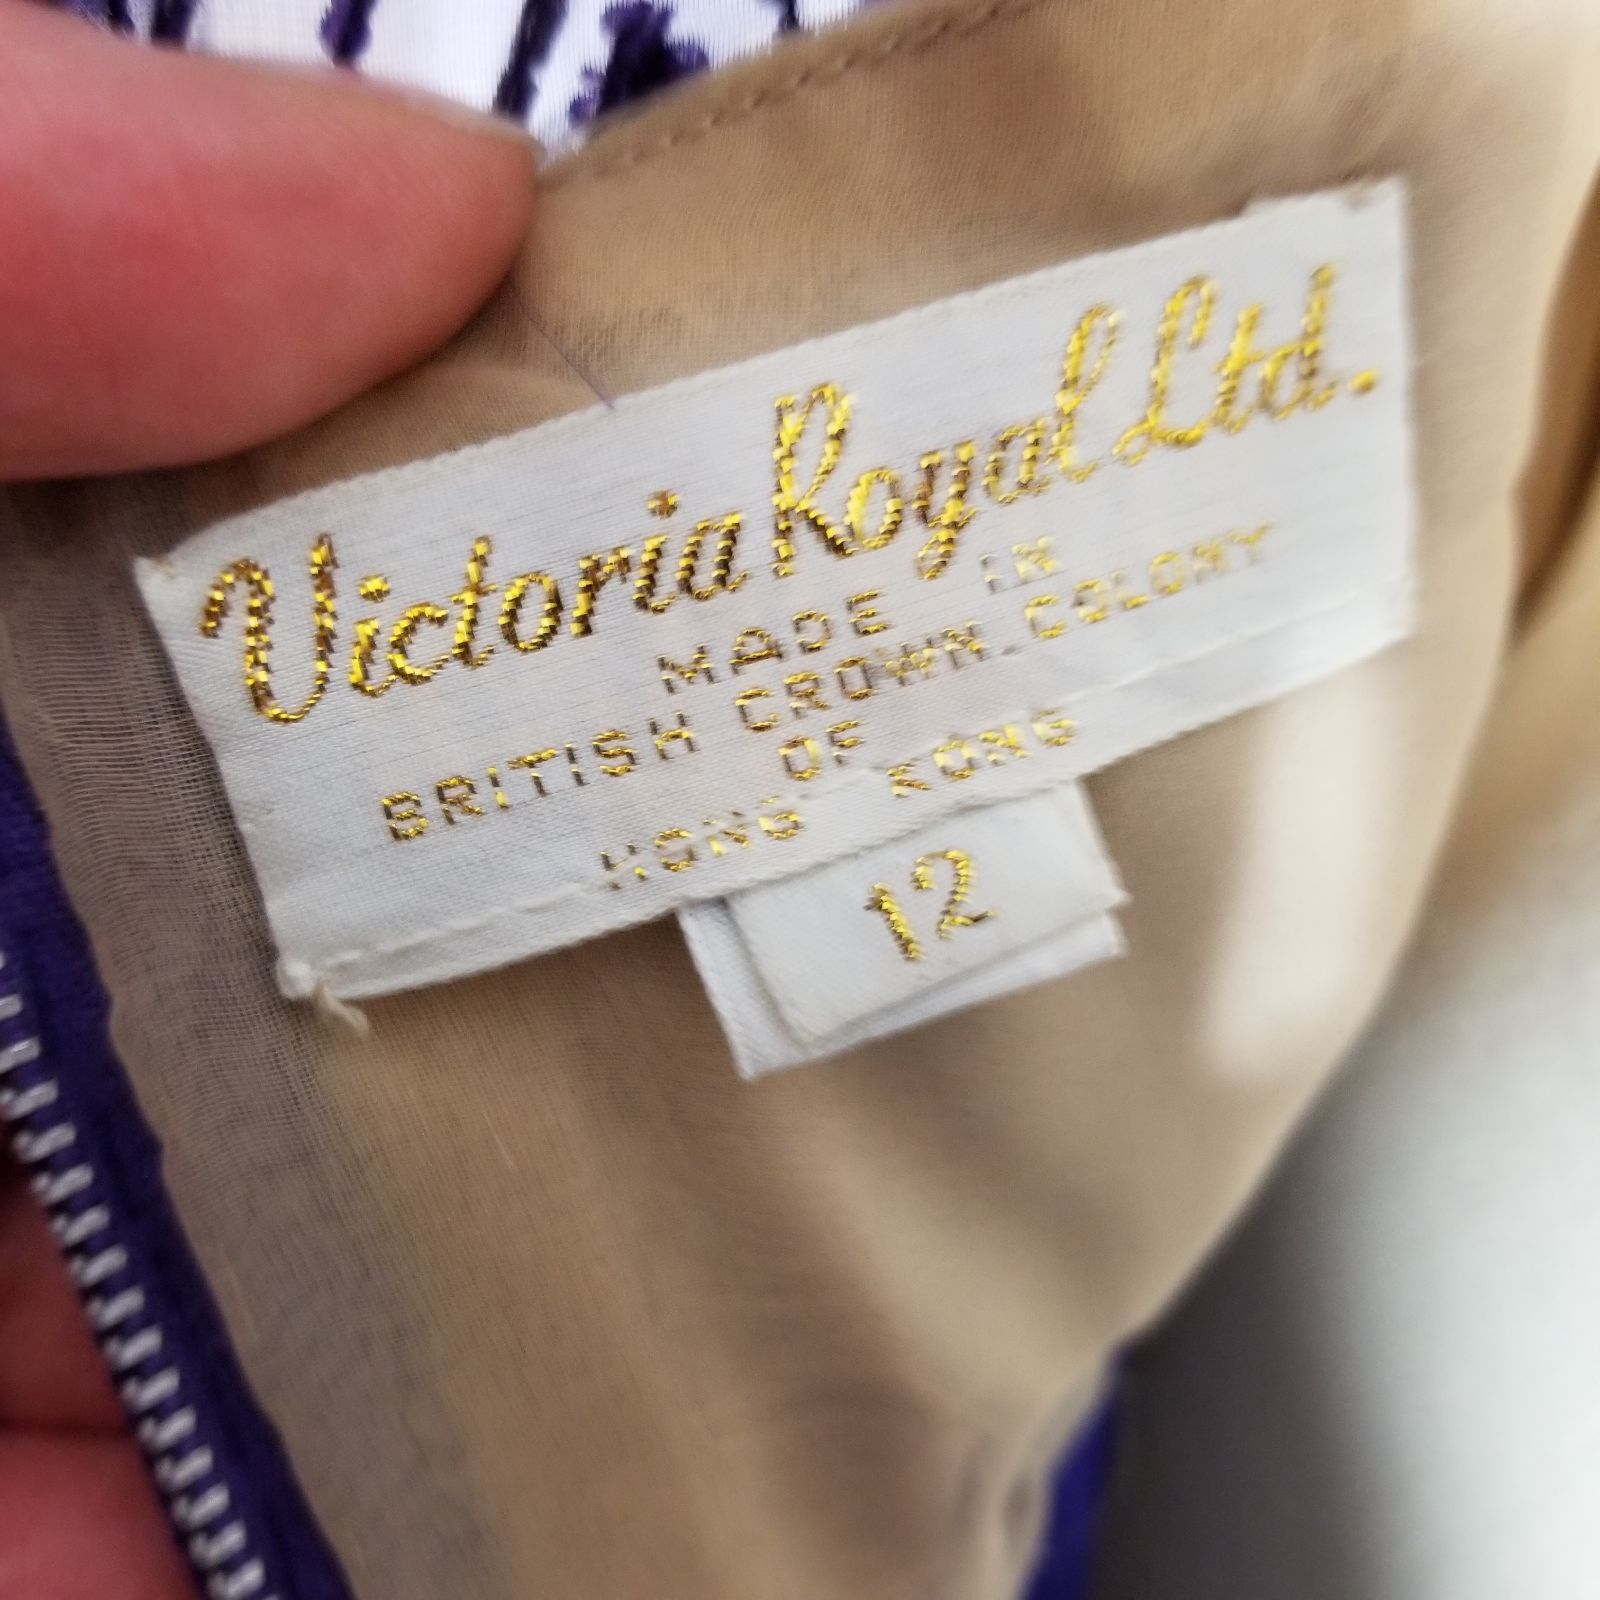 Victoria Royal Ltd.
MADE IN
BRITISH CROWN COLONY
OF
HONG KONG
12